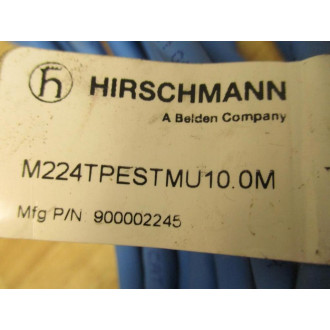 h HIRSCHMANN
A Belden Company
M224TPESTMU10.0M
Mfg P/N 900002245